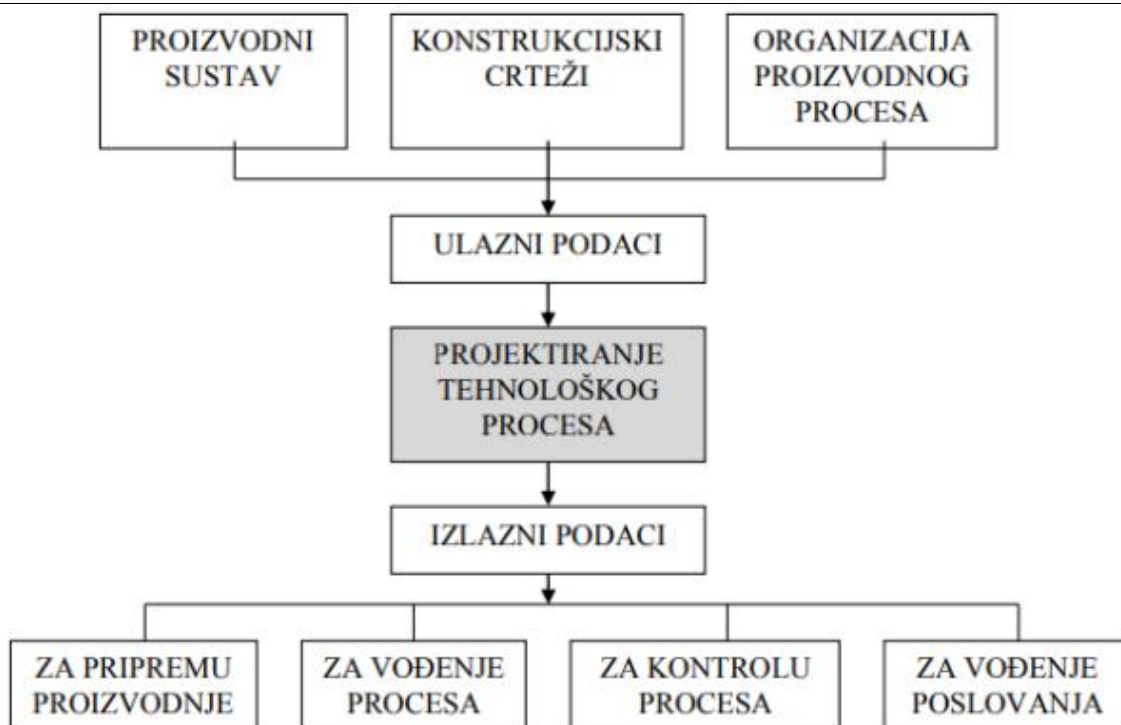 PROIZVODNI
SUSTAV
KONSTRUKCIJSKI
CRTEŽI
ORGANIZACIJA
PROIZVODNOG
PROCESA
ULAZNI PODACI
PROJEKTIRANJE
TEHNOLOŠKOG
PROCESA
IZLAZNI PODACI
ZA PRIPREMU
PROIZVODNJE
ZA VOĐENJE
PROCESA
ZA KONTROLU
PROCESA
ZA VOĐENJE
POSLOVANJA